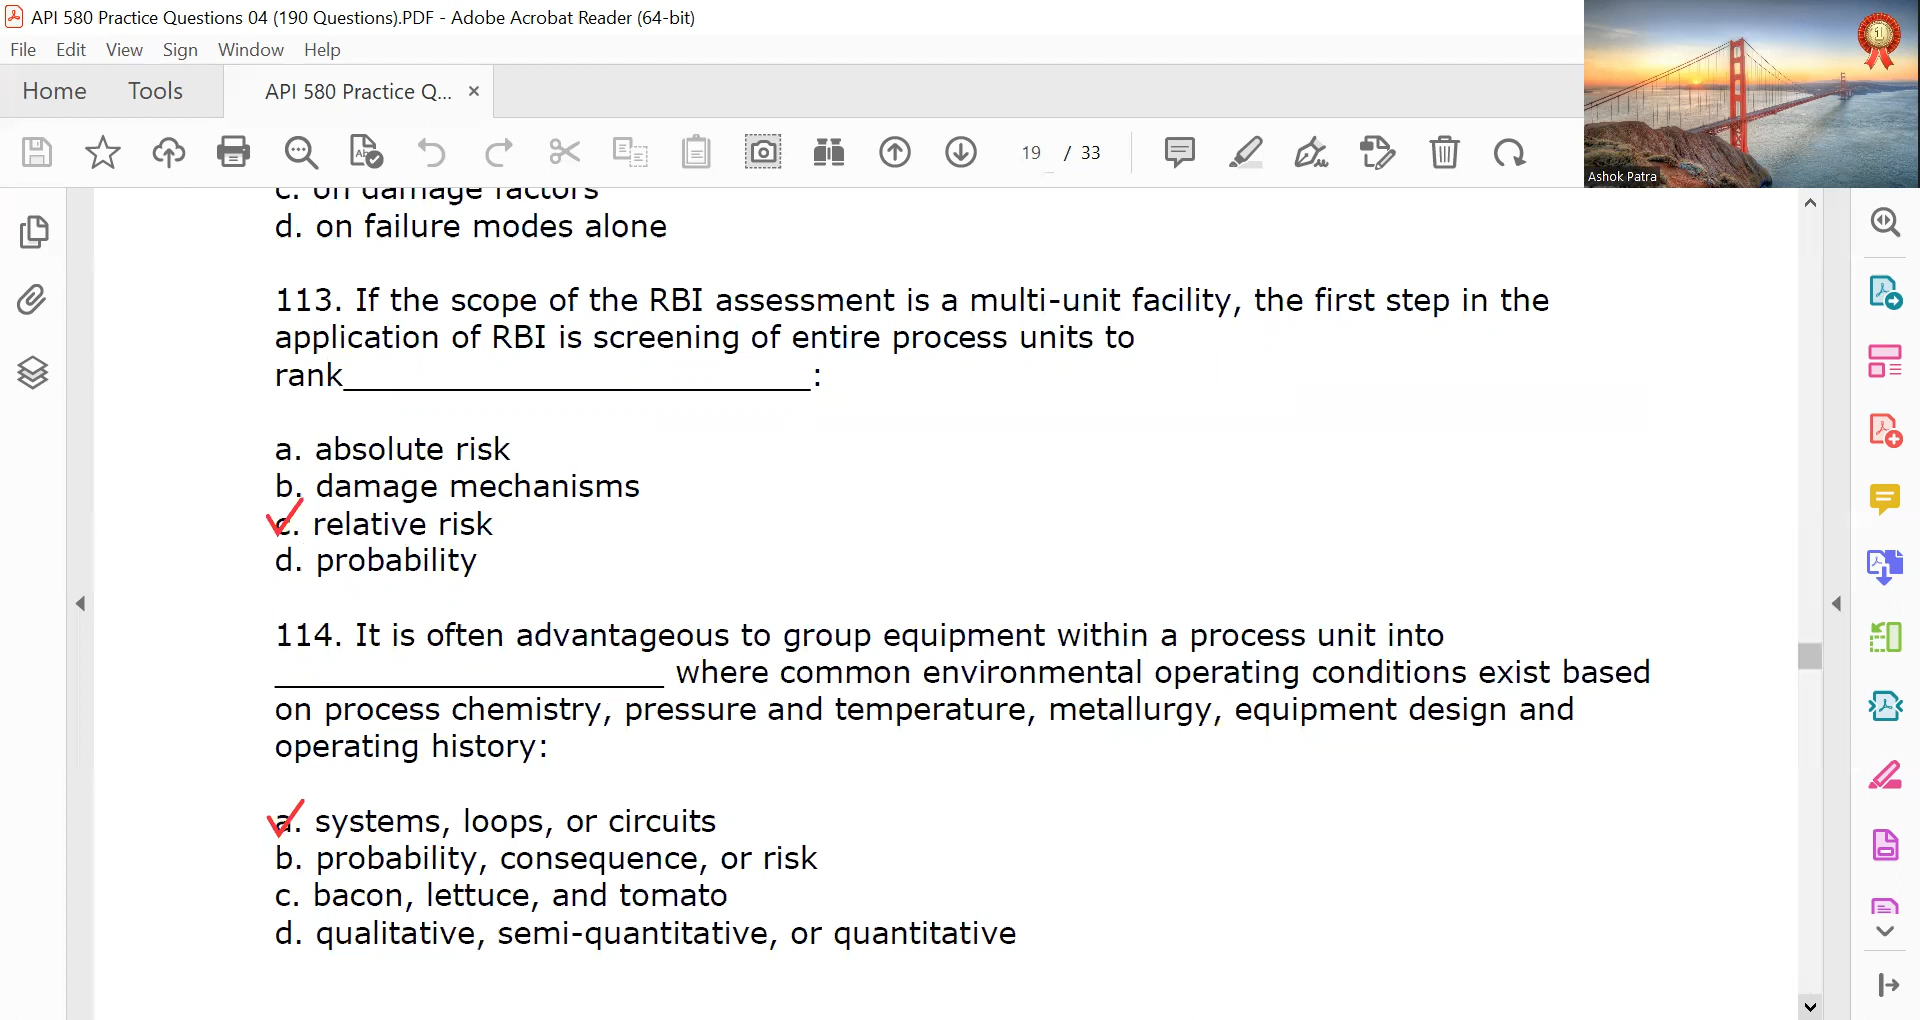 API 580 Practice Questions 04 (190 Questions).PDF - Adobe Acrobat Reader (64-bit)
File Edit View Sign Window Help
Home Tools API 580 Practice Q... ×
19 / 33
1
Ashok Patra
c. on damage factors
d. on failure modes alone
113. If the scope of the RBI assessment is a multi-unit facility, the first step in the
application of RBI is screening of entire process units to
rank__________________________:
a. absolute risk
b. damage mechanisms
c. relative risk
d. probability
114. It is often advantageous to group equipment within a process unit into
______________________ where common environmental operating conditions exist based
on process chemistry, pressure and temperature, metallurgy, equipment design and
operating history:
a. systems, loops, or circuits
b. probability, consequence, or risk
c. bacon, lettuce, and tomato
d. qualitative, semi-quantitative, or quantitative